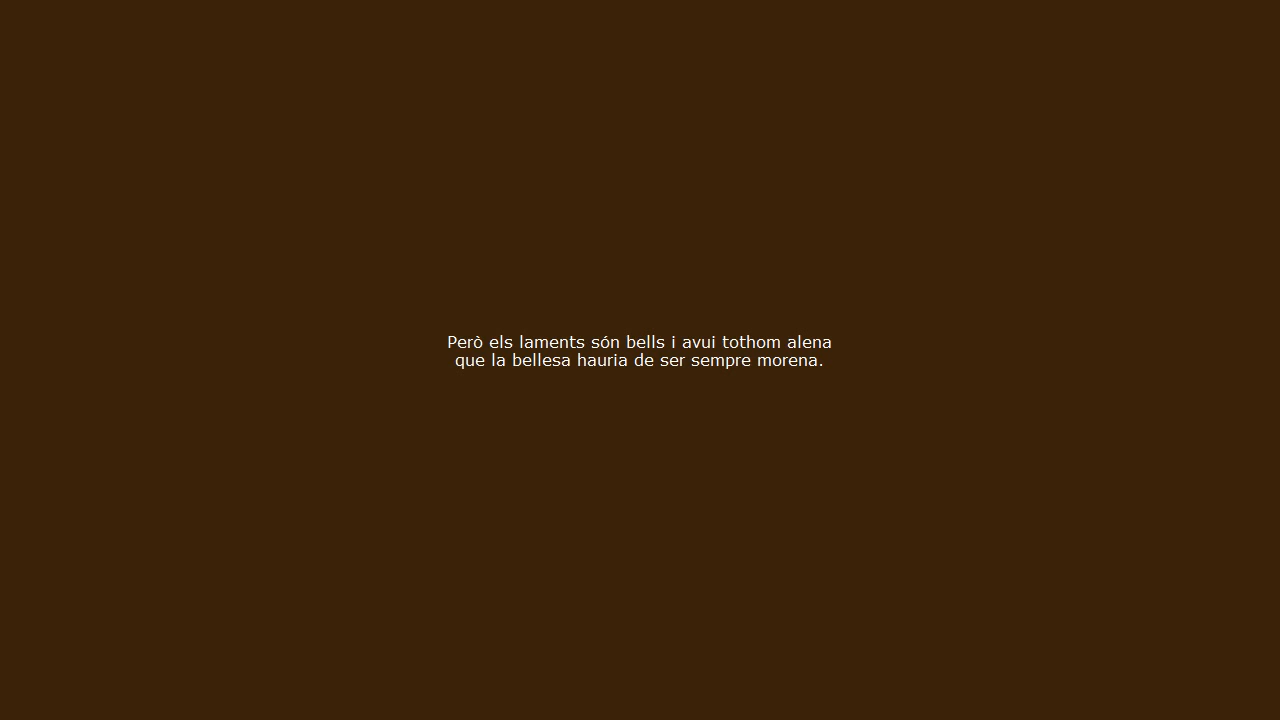 Però els laments són bells i avui tothom alena
que la bellesa hauria de ser sempre morena.